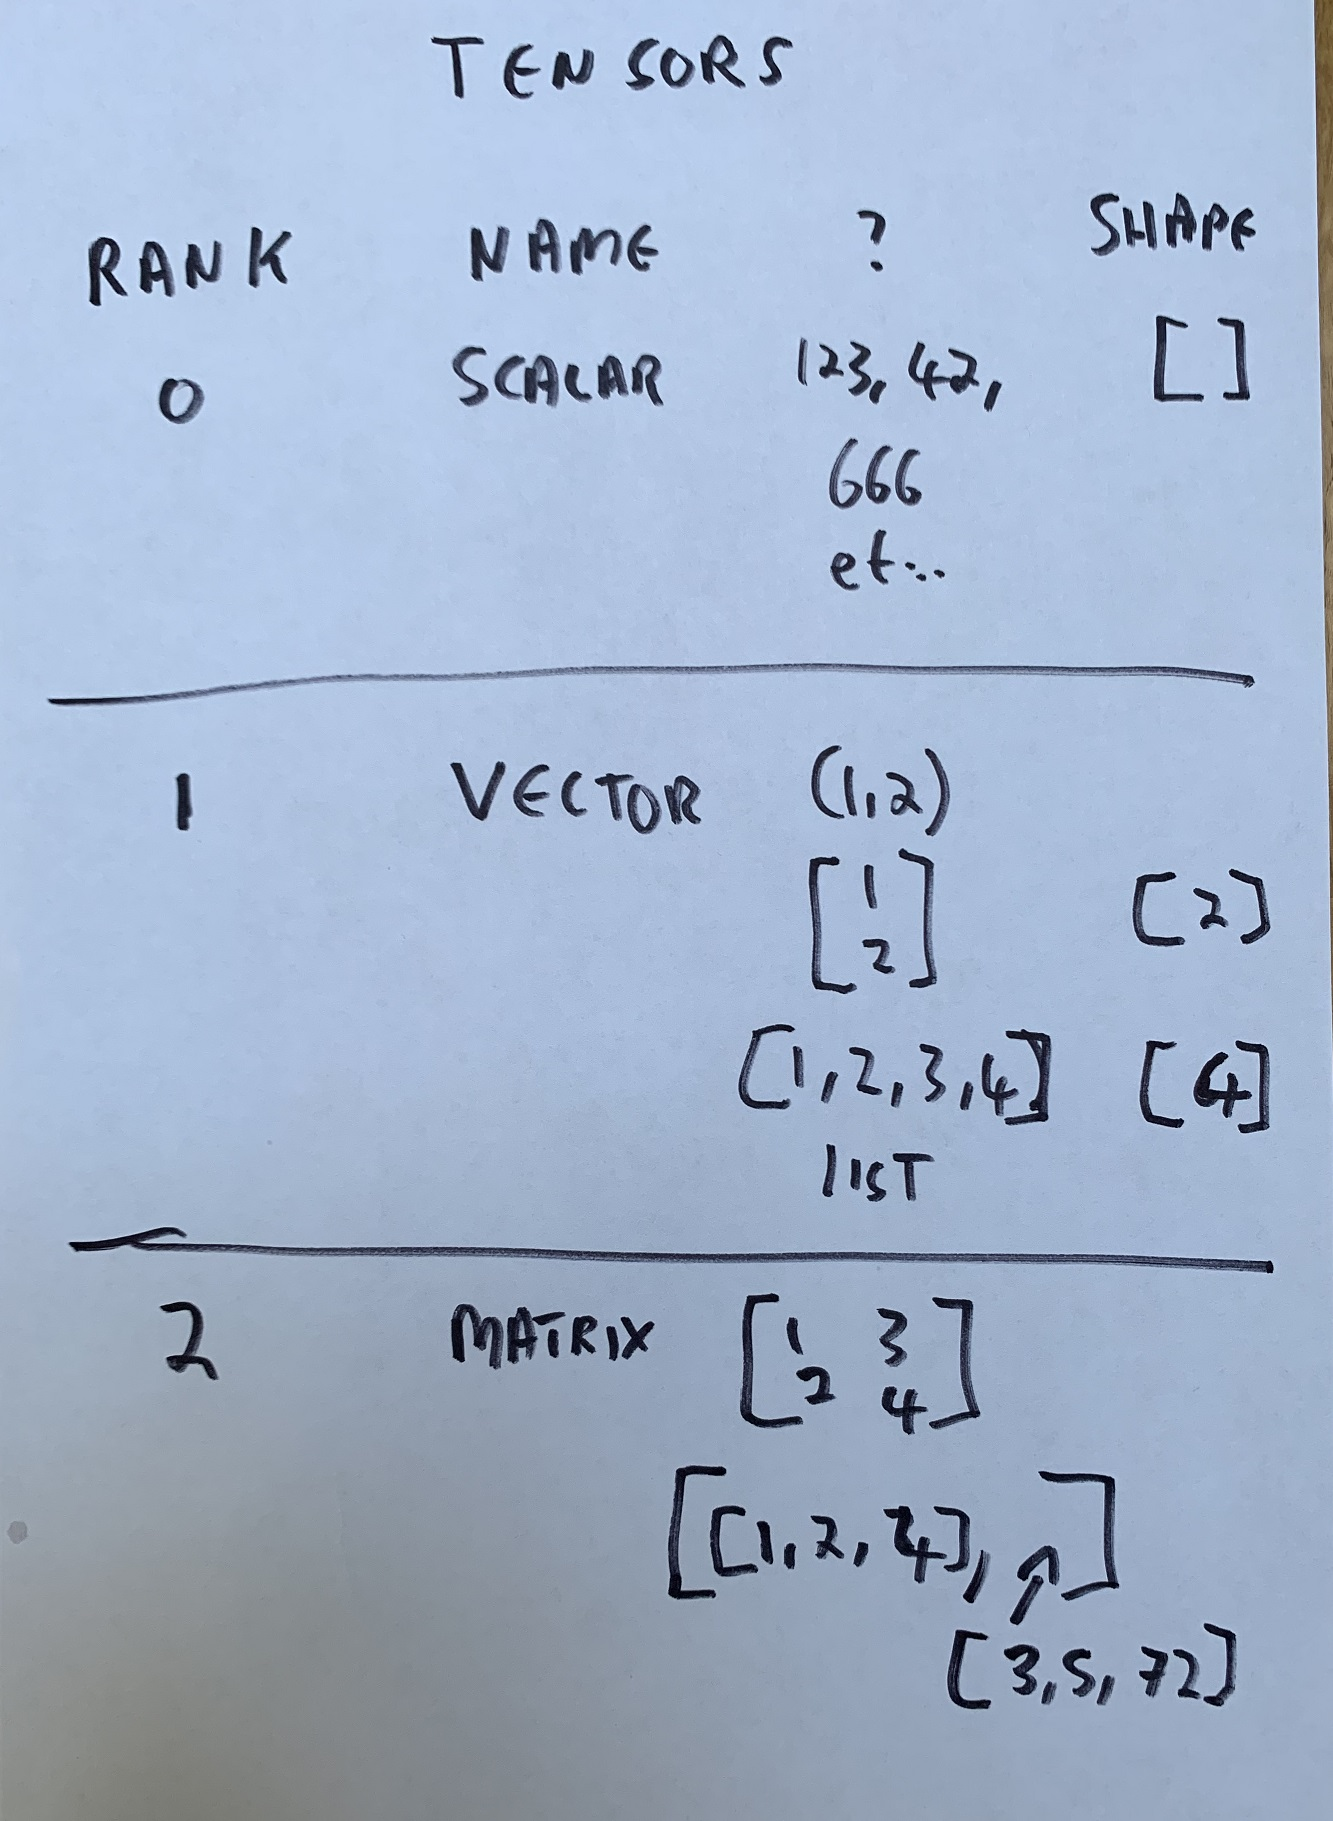 TENSORS
RANK NAME ? SHAPE
0 SCALAR 123, 42, []
666
et...
1 VECTOR (1,2)
[1 [2]
2]
[1,2,3,4] [4]
lIST
2 MATRIX [1 3
2 4]
[[1,2,4], ↑ ]
[3,5,72]